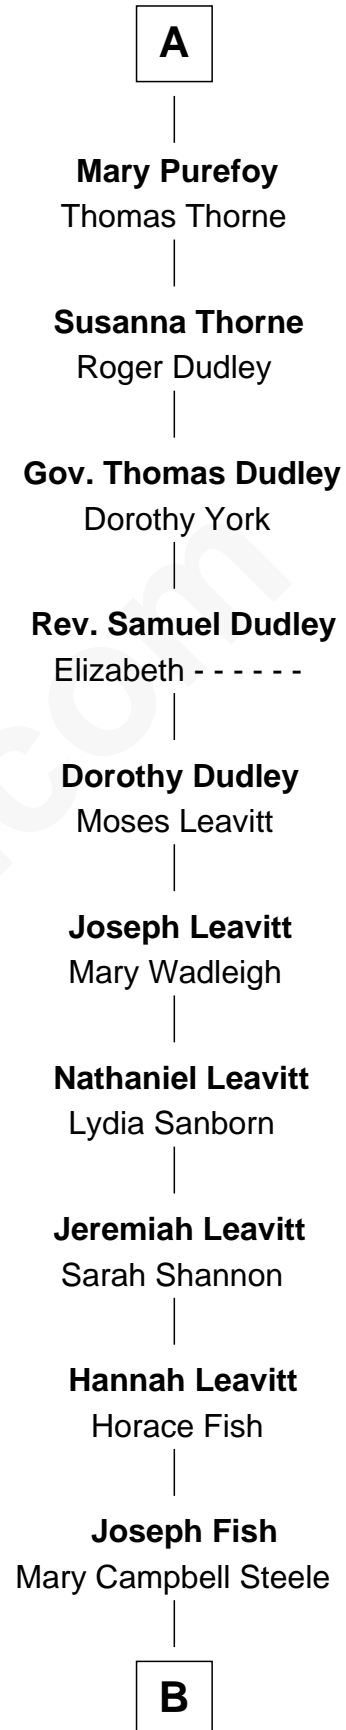 A
Mary Purefoy
Thomas Thorne
Susanna Thorne
Roger Dudley
Gov. Thomas Dudley
Dorothy York
Rev. Samuel Dudley
Elizabeth - - - - - -
Dorothy Dudley
Moses Leavitt
Joseph Leavitt
Mary Wadleigh
Nathaniel Leavitt
Lydia Sanborn
Jeremiah Leavitt
Sarah Shannon
Hannah Leavitt
Horace Fish
Joseph Fish
Mary Campbell Steele
B
.com